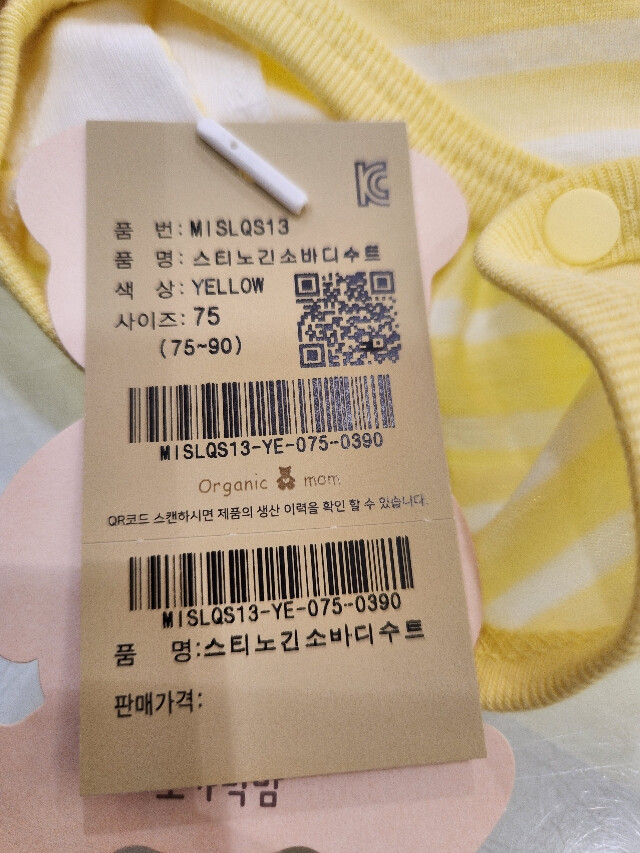 품 번: MISLQS13
품 명: 스티노긴소바디수트
색 상: YELLOW
사이즈: 75
(75~90)
MISLQS13-YE-075-0390
Organic mom
QR코드 스캔하시면 제품의 생산 이력을 확인 할 수 있습니다.
MISLQS13-YE-075-0390
품 명:스티노긴소바디수트
판매가격: